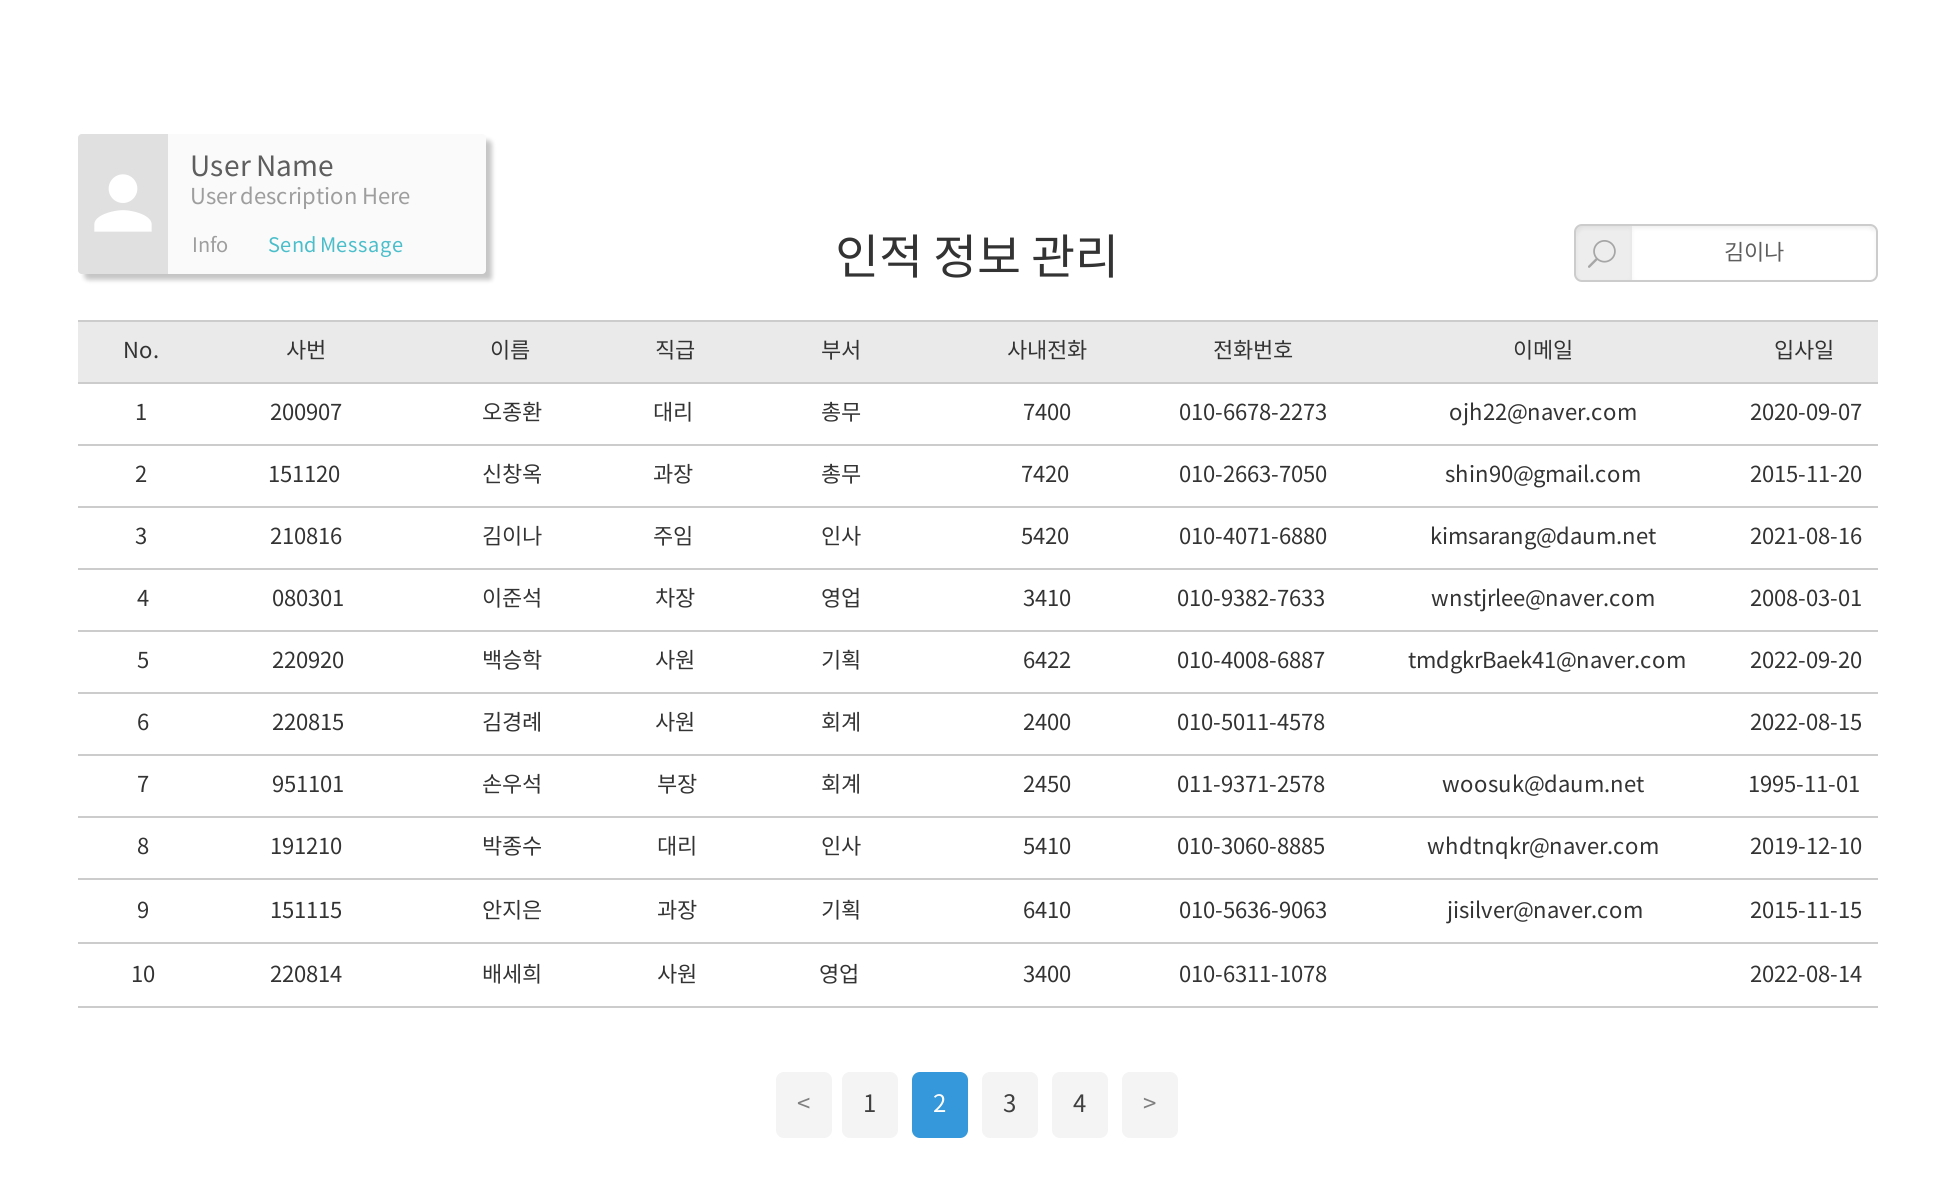 User Name
User description Here
Info Send Message
인적 정보 관리
김이나
No. 사번 이름 직급 부서 사내전화 전화번호 이메일 입사일
1 200907 오종환 대리 총무 7400 010-6678-2273 ojh22@naver.com 2020-09-07
2 151120 신창옥 과장 총무 7420 010-2663-7050 shin90@gmail.com 2015-11-20
3 210816 김이나 주임 인사 5420 010-4071-6880 kimsarang@daum.net 2021-08-16
4 080301 이준석 차장 영업 3410 010-9382-7633 wnstjrlee@naver.com 2008-03-01
5 220920 백승학 사원 기획 6422 010-4008-6887 tmdgkrBaek41@naver.com 2022-09-20
6 220815 김경례 사원 회계 2400 010-5011-4578 2022-08-15
7 951101 손우석 부장 회계 2450 011-9371-2578 woosuk@daum.net 1995-11-01
8 191210 박종수 대리 인사 5410 010-3060-8885 whdtnqkr@naver.com 2019-12-10
9 151115 안지은 과장 기획 6410 010-5636-9063 jisilver@naver.com 2015-11-15
10 220814 배세희 사원 영업 3400 010-6311-1078 2022-08-14
< 1 2 3 4 >